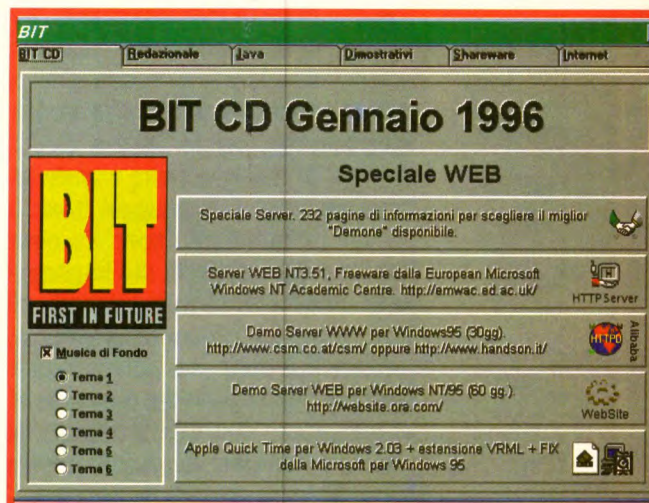 BIT
BIT CD Redazionale Java Dimostrativi Shareware Internet
BIT CD Gennaio 1996
BIT
FIRST IN FUTURE
Musica di Fondo
Tema 1
Tema 2
Tema 3
Tema 4
Tema 5
Tema 6
Speciale WEB
Speciale Server. 232 pagine di informazioni per scegliere il miglior
"Demone" disponibile.
Server WEB NT3.51, Freeware dalla European Microsoft
Windows NT Academic Centre. http://emwac.ed.ac.uk/
HTTP Server
Demo Server WWW per Windows95 (30gg).
http://www.csm.co.at/csm/ oppure http://www.handson.it/
HTTPD
Alibaba
Demo Server WEB per Windows NT/95 (60 gg.).
http://website.ora.com/
WebSite
Apple Quick Time per Windows 2.03 + estensione VRML + FIX
della Microsoft per Windows 95